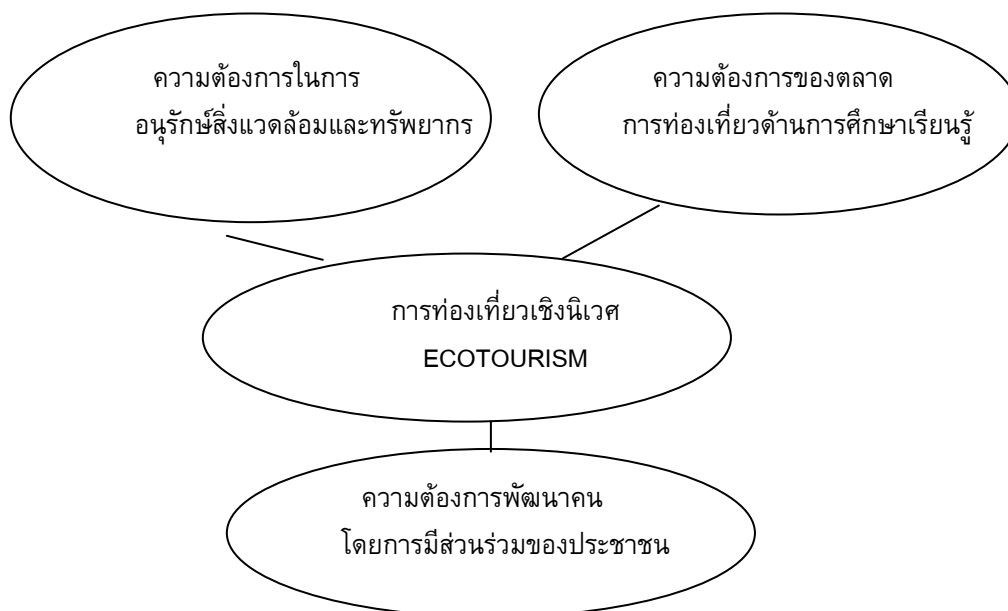 ความต้องการในการ
อนุรักษ์สิ่งแวดล้อมและทรัพยากร
ความต้องการของตลาด
การท่องเที่ยวด้านการศึกษาเรียนรู้
การท่องเที่ยวเชิงนิเวศ
ECOTOURISM
ความต้องการพัฒนาคน
โดยการมีส่วนร่วมของประชาชน